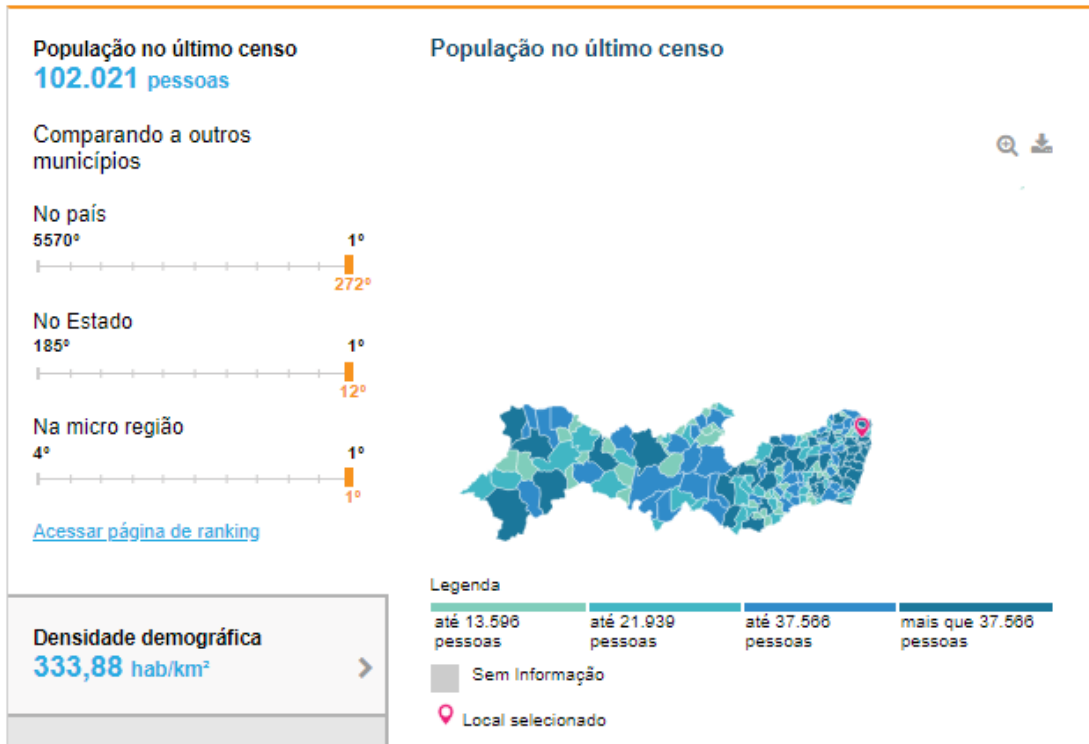 População no último censo
102.021 pessoas
Comparando a outros
municípios
No país
5570º 1º
272º
No Estado
185º 1º
12º
Na micro região
4º 1º
1º
Acessar página de ranking
Densidade demográfica
333,88 hab/km²
População no último censo
Legenda
até 13.596
pessoas
até 21.939
pessoas
até 37.566
pessoas
mais que 37.566
pessoas
Sem Informação
Local selecionado